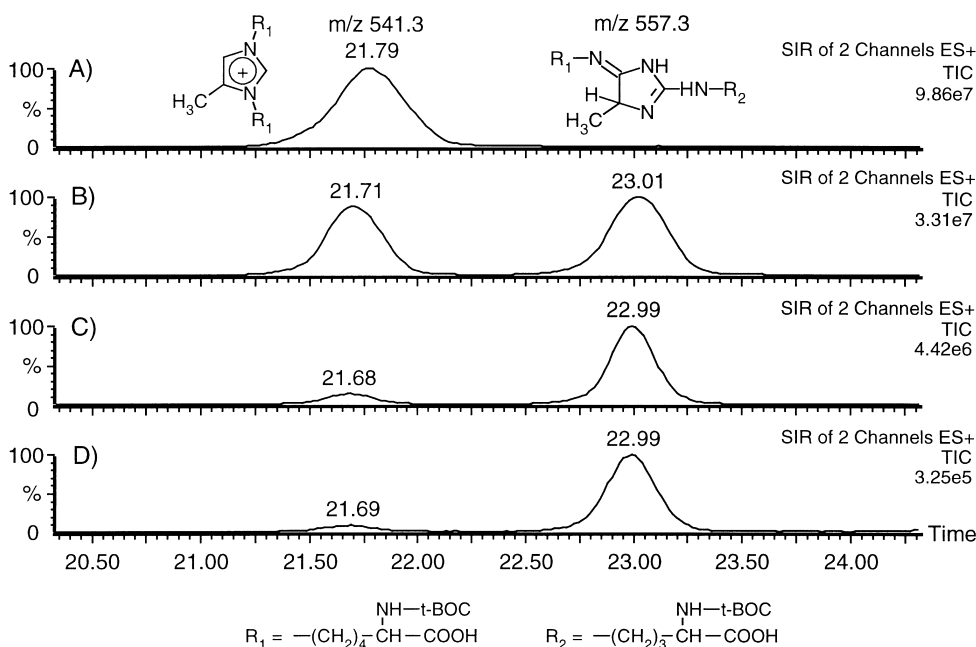 m/z 541.3
21.79
m/z 557.3
R1
N
+
N
H3C
R1
R1
N
NH
HN R2
H
N
H3C
A)
SIR of 2 Channels ES+
TIC
9.86e7
100
%
0
B)
21.71
23.01
SIR of 2 Channels ES+
TIC
3.31e7
100
%
0
C)
21.68
22.99
SIR of 2 Channels ES+
TIC
4.42e6
100
%
0
D)
21.69
22.99
SIR of 2 Channels ES+
TIC
3.25e5
100
%
0
Time
20.50 21.00 21.50 22.00 22.50 23.00 23.50 24.00
NH—t-BOC NH—t-BOC
R1 = —(CH2)4—CH—COOH R2 = —(CH2)3—CH—COOH